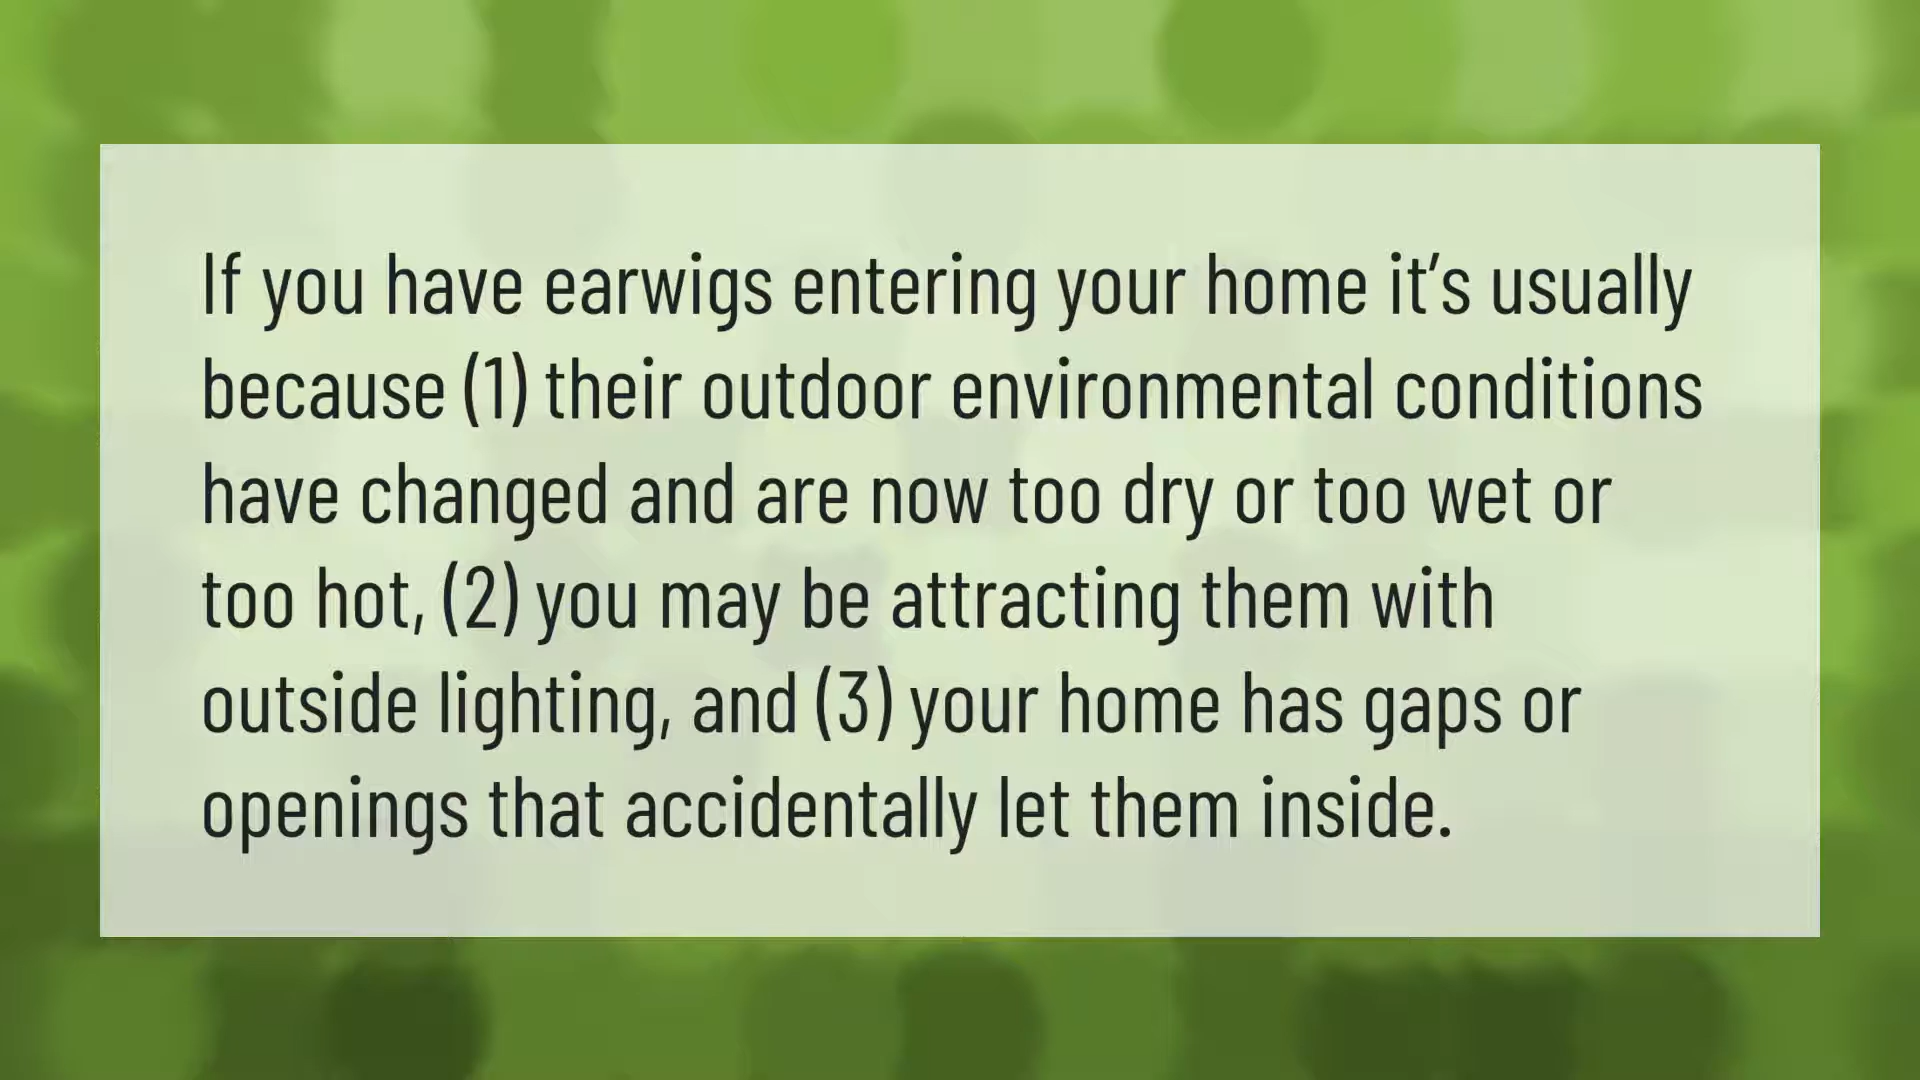 If you have earwigs entering your home it’s usually
because (1) their outdoor environmental conditions
have changed and are now too dry or too wet or
too hot, (2) you may be attracting them with
outside lighting, and (3) your home has gaps or
openings that accidentally let them inside.